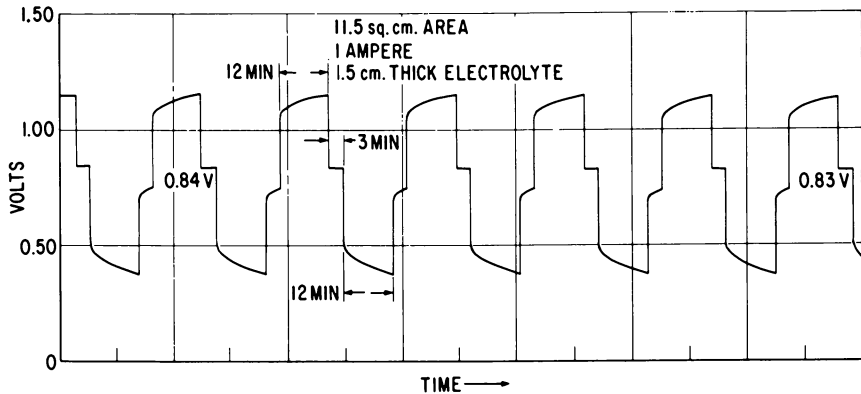 1.50
11.5 sq. cm. AREA
1 AMPERE
12 MIN
1.5 cm. THICK ELECTROLYTE
1.00
3 MIN
VOLTS
0.84 V
0.83 V
0.50
12 MIN
0
TIME